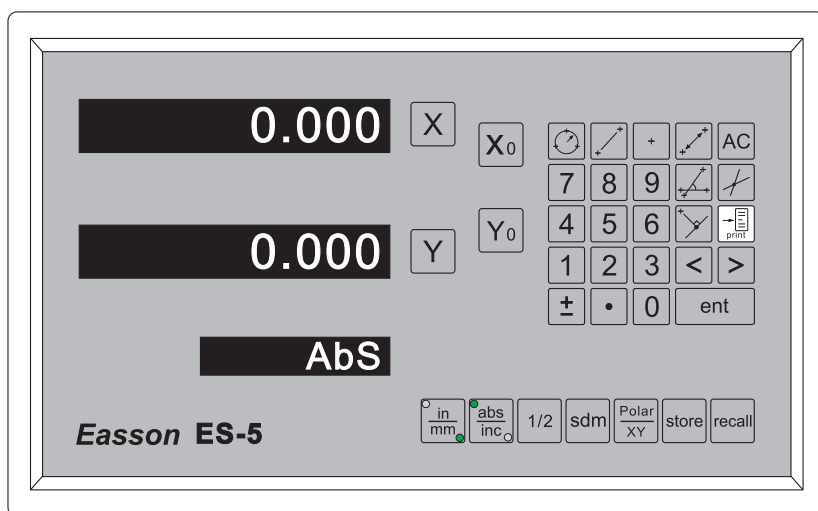 0.000 X
X0
AC
7 8 9
0.000 Y
Y0
4 5 6 print
1 2 3 < >
± • 0 ent
AbS
Easson ES-5
in/mm abs/inc 1/2 sdm Polar/XY store recall